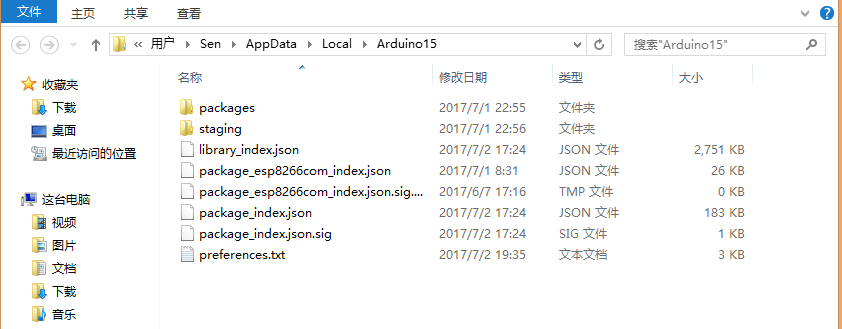 文件 主页 共享 查看
« 用户 Sen AppData Local Arduino15 搜索"Arduino15"
名称 修改日期 类型 大小
收藏夹
下载
桌面
最近访问的位置
这台电脑
视频
图片
文档
下载
音乐
packages 2017/7/1 22:55 文件夹
staging 2017/7/1 22:56 文件夹
library_index.json 2017/7/2 17:24 JSON 文件 2,751 KB
package_esp8266com_index.json 2017/7/1 8:31 JSON 文件 26 KB
package_esp8266com_index.json.sig.... 2017/6/7 17:16 TMP 文件 0 KB
package_index.json 2017/7/2 17:24 JSON 文件 183 KB
package_index.json.sig 2017/7/2 17:24 SIG 文件 1 KB
preferences.txt 2017/7/2 19:35 文本文档 3 KB